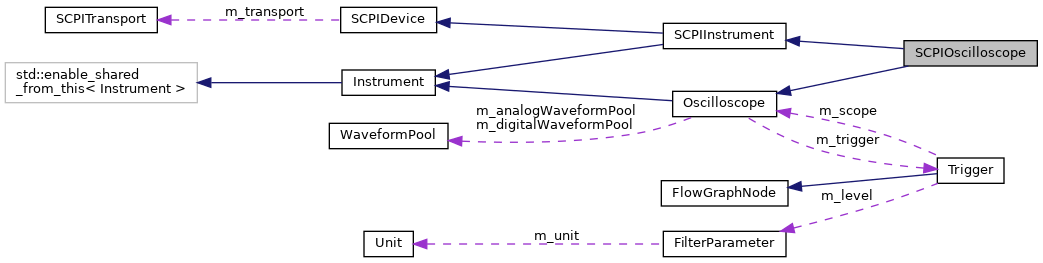 SCPITransport
m_transport
SCPIDevice
SCPIInstrument
SCPIOscilloscope
std::enable_shared
_from_this< Instrument >
Instrument
Oscilloscope
m_analogWaveformPool
m_digitalWaveformPool
m_scope
WaveformPool
m_trigger
Trigger
FlowGraphNode
m_level
Unit
m_unit
FilterParameter